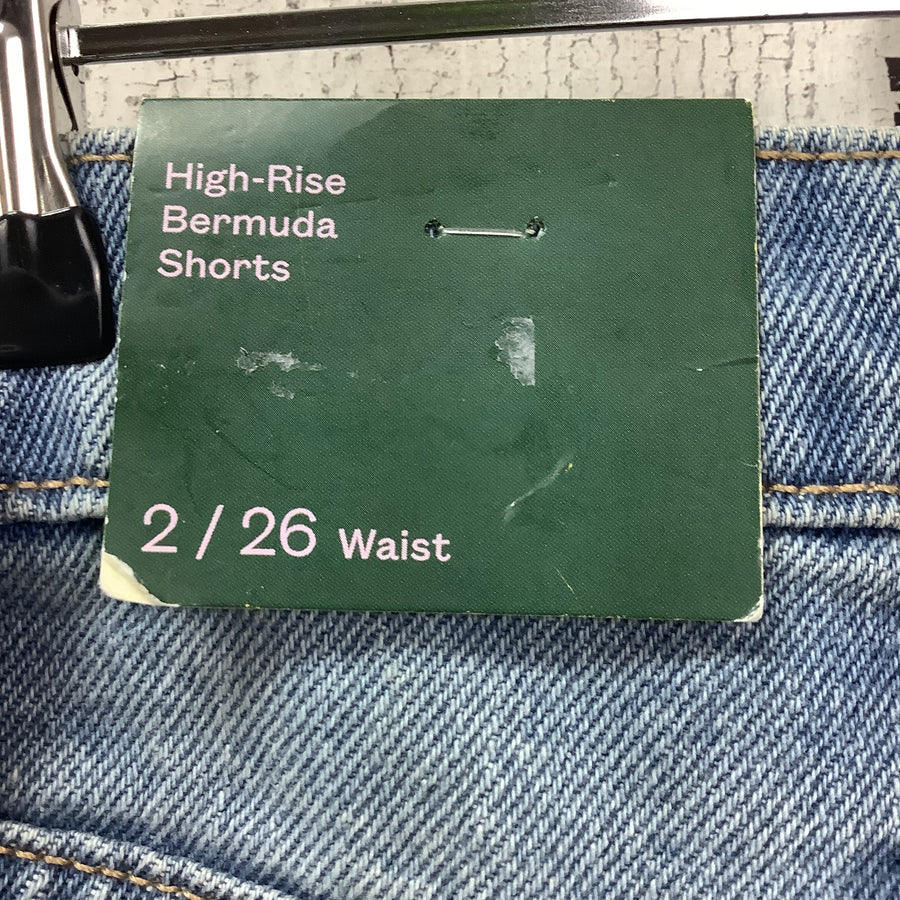 High-Rise
Bermuda
Shorts
2 / 26 Waist